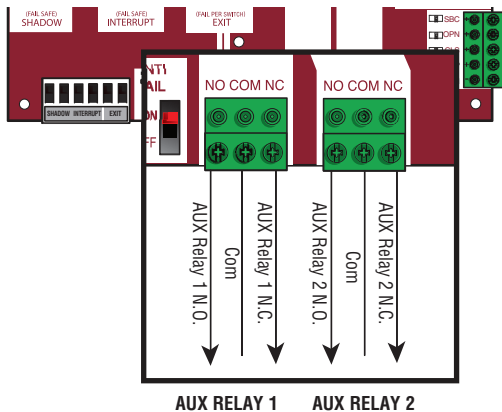 (FAIL SAFE)
SHADOW
(FAIL SAFE)
INTERRUPT
(FAIL PER SWITCH)
EXIT
SBC
OPN
SHADOW INTERRUPT EXIT
NO COM NC
NO COM NC
AUX Relay 1 N.O.
Com
AUX Relay 1 N.C.
AUX Relay 2 N.O.
Com
AUX Relay 2 N.C.
AUX RELAY 1 AUX RELAY 2